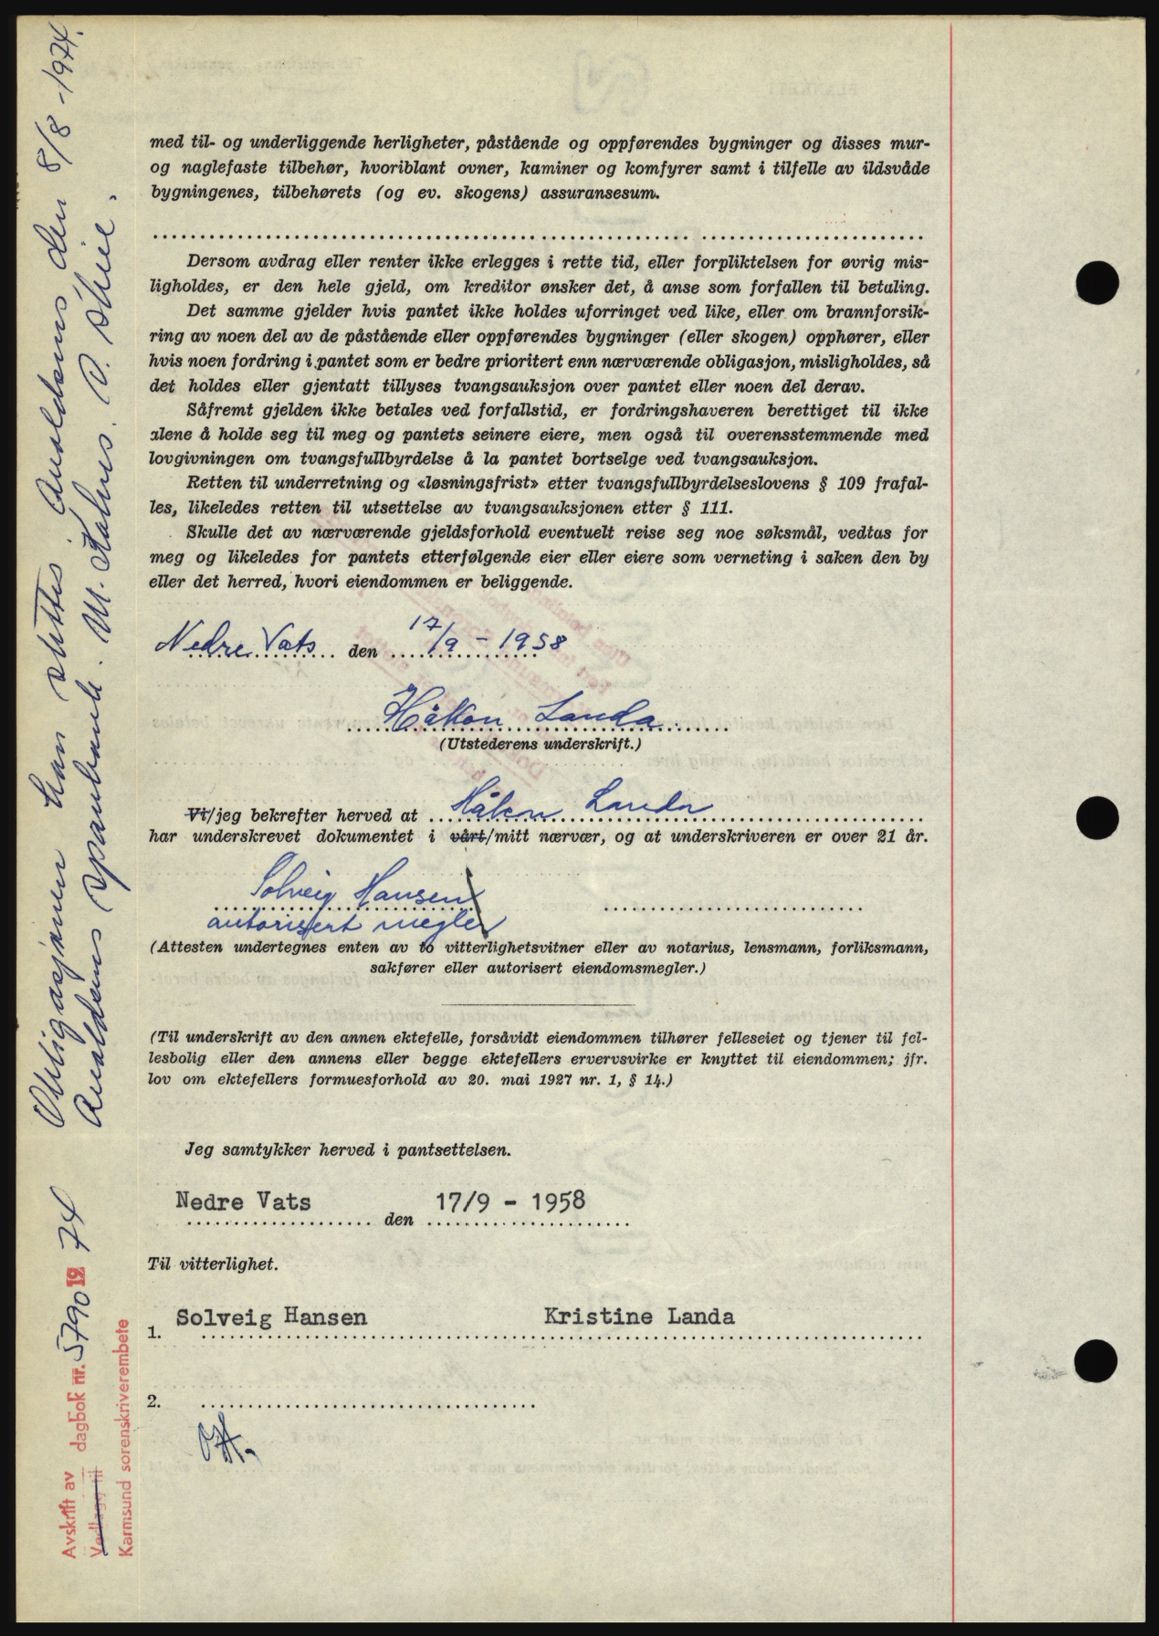 med til- og underliggende herligheter, påstående og oppførendes bygninger og disses mur-
og naglefaste tilbehør, hvoriblant ovner, kaminer og komfyrer samt i tilfelle av ildsvåde
bygningenes, tilbehørets (og ev. skogens) assuransesum.
Dersom avdrag eller renter ikke erlegges i rette tid, eller forpliktelsen for øvrig mis-
ligholdes, er den hele gjeld, om kreditor ønsker det, å anse som forfallen til betaling.
Det samme gjelder hvis pantet ikke holdes uforringet ved like, eller om brannforsik-
ring av noen del av de påstående eller oppførendes bygninger (eller skogen) opphører, eller
hvis noen fordring i pantet som er bedre prioritert enn nærværende obligasjon, misligholdes, så
det holdes eller gjentatt tillyses tvangsauksjon over pantet eller noen del derav.
Såfremt gjelden ikke betales ved forfallstid, er fordringshaveren berettiget til ikke
alene å holde seg til meg og pantets seinere eiere, men også til overensstemmende med
lovgivningen om tvangsfullbyrdelse å la pantet bortselge ved tvangsauksjon.
Retten til underretning og «løsningsfrist» etter tvangsfullbyrdelseslovens § 109 frafal-
les, likeledes retten til utsettelse av tvangsauksjonen etter § 111.
Skulle det av nærværende gjeldsforhold eventuelt reise seg noe søksmål, vedtas for
meg og likeledes for pantets etterfølgende eier eller eiere som verneting i saken den by
eller det herred, hvori eiendommen er beliggende.
Nedre Vats den 17/9 - 1958
Håkon Landa
(Utstederens underskrift.)
Vi/jeg bekrefter herved at Håkon Landa
har underskrevet dokumentet i vårt/mitt nærvær, og at underskriveren er over 21 år.
Solveig Hansen
autorisert megler
(Attesten undertegnes enten av to vitterlighetsvitner eller av notarius, lensmann, forliksmann,
sakfører eller autorisert eiendomsmegler.)
(Til underskrift av den annen ektefelle, forsåvidt eiendommen tilhører felleseiet og tjener til fel-
lesbolig eller den annens eller begge ektefellers ervervsvirke er knyttet til eiendommen; jfr.
lov om ektefellers formuesforhold av 20. mai 1927 nr. 1, § 14.)
Jeg samtykker herved i pantsettelsen.
Nedre Vats den 17/9 - 1958
Til vitterlighet.
1. Solveig Hansen Kristine Landa
2.
Obligasjonen kan slettes. Avaldsnes den 8/8 - 1974.
Avaldsnes Sparebank.
Avskrift av
Vedlegg til dagbok nr. 5790 19 74
Karmsund sorenskriverembete